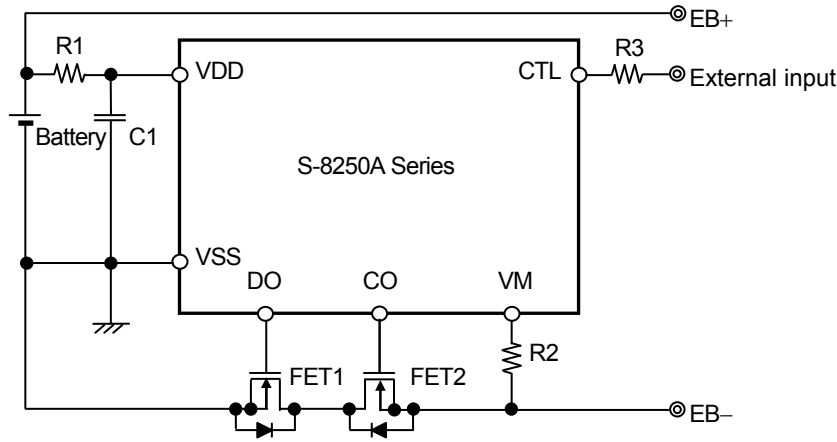 EB+
R1
R3
VDD
CTL
External input
Battery
C1
S-8250A Series
VSS
DO
CO
VM
R2
FET1
FET2
EB−